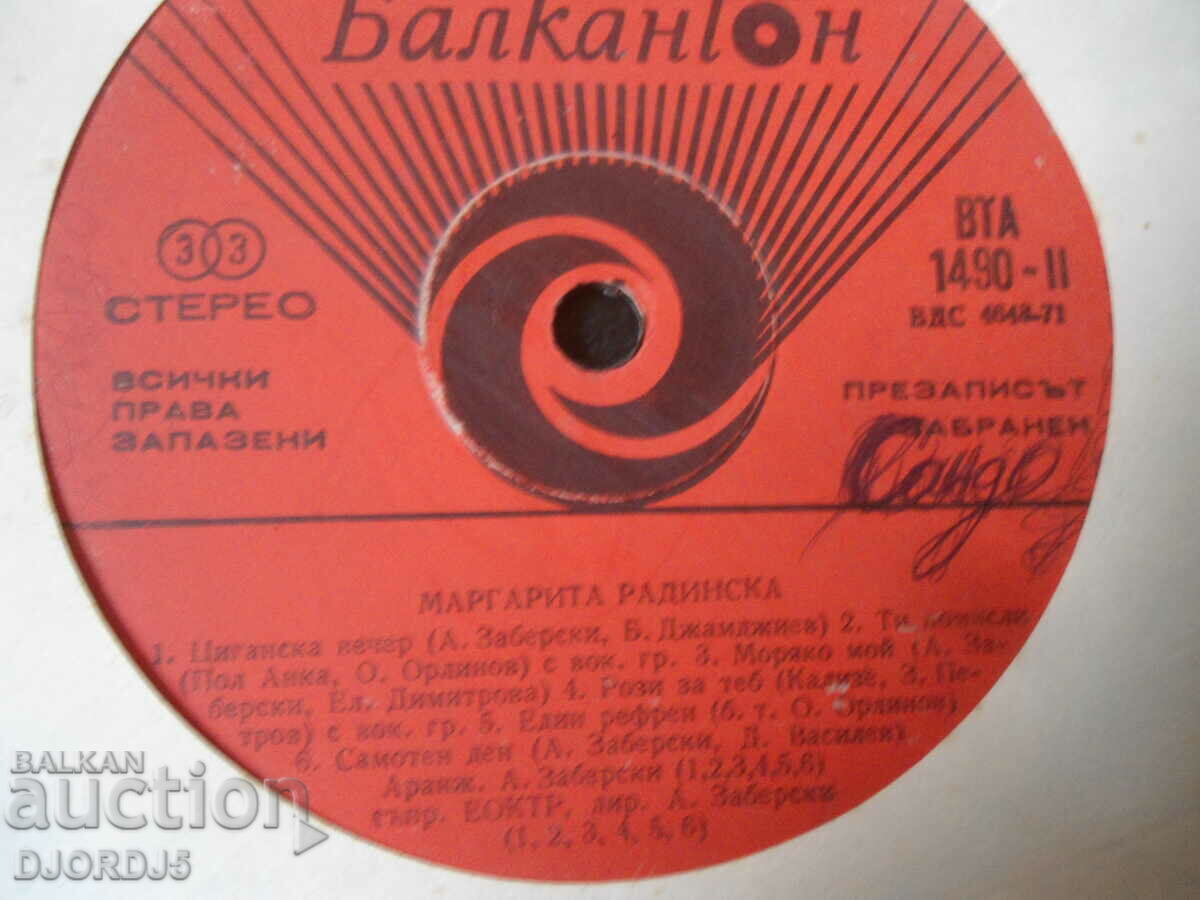 Балкантон
33
СТЕРЕО
ВСИЧКИ
ПРАВА
ЗАПАЗЕНИ
ВТА
1490-II
ВДС 4648-71
ПРЕЗАПИСЪТ
ЗАБРАНЕН
МАРГАРИТА РАДИНСКА
1. Циганска вечер (А. Заберски, Б. Джамджиев) 2. Ти помисли
(Пол Анка, О. Орлинов) с вок. гр. 3. Моряко мой (А. За-
берски, Ел. Димитрова) 4. Рози за теб (Кализе, З. Пе-
тров) с вок. гр. 5. Един рефрен (б. т. О. Орлинов)
6. Самотен ден (А. Заберски, Д. Василев)
Аранж. А. Заберски (1,2,3,4,5,6)
съпр. ЕОКТР, дир. А. Заберски
(1, 2, 3, 4, 5, 6)
BALKAN
auction
DJORDJ5